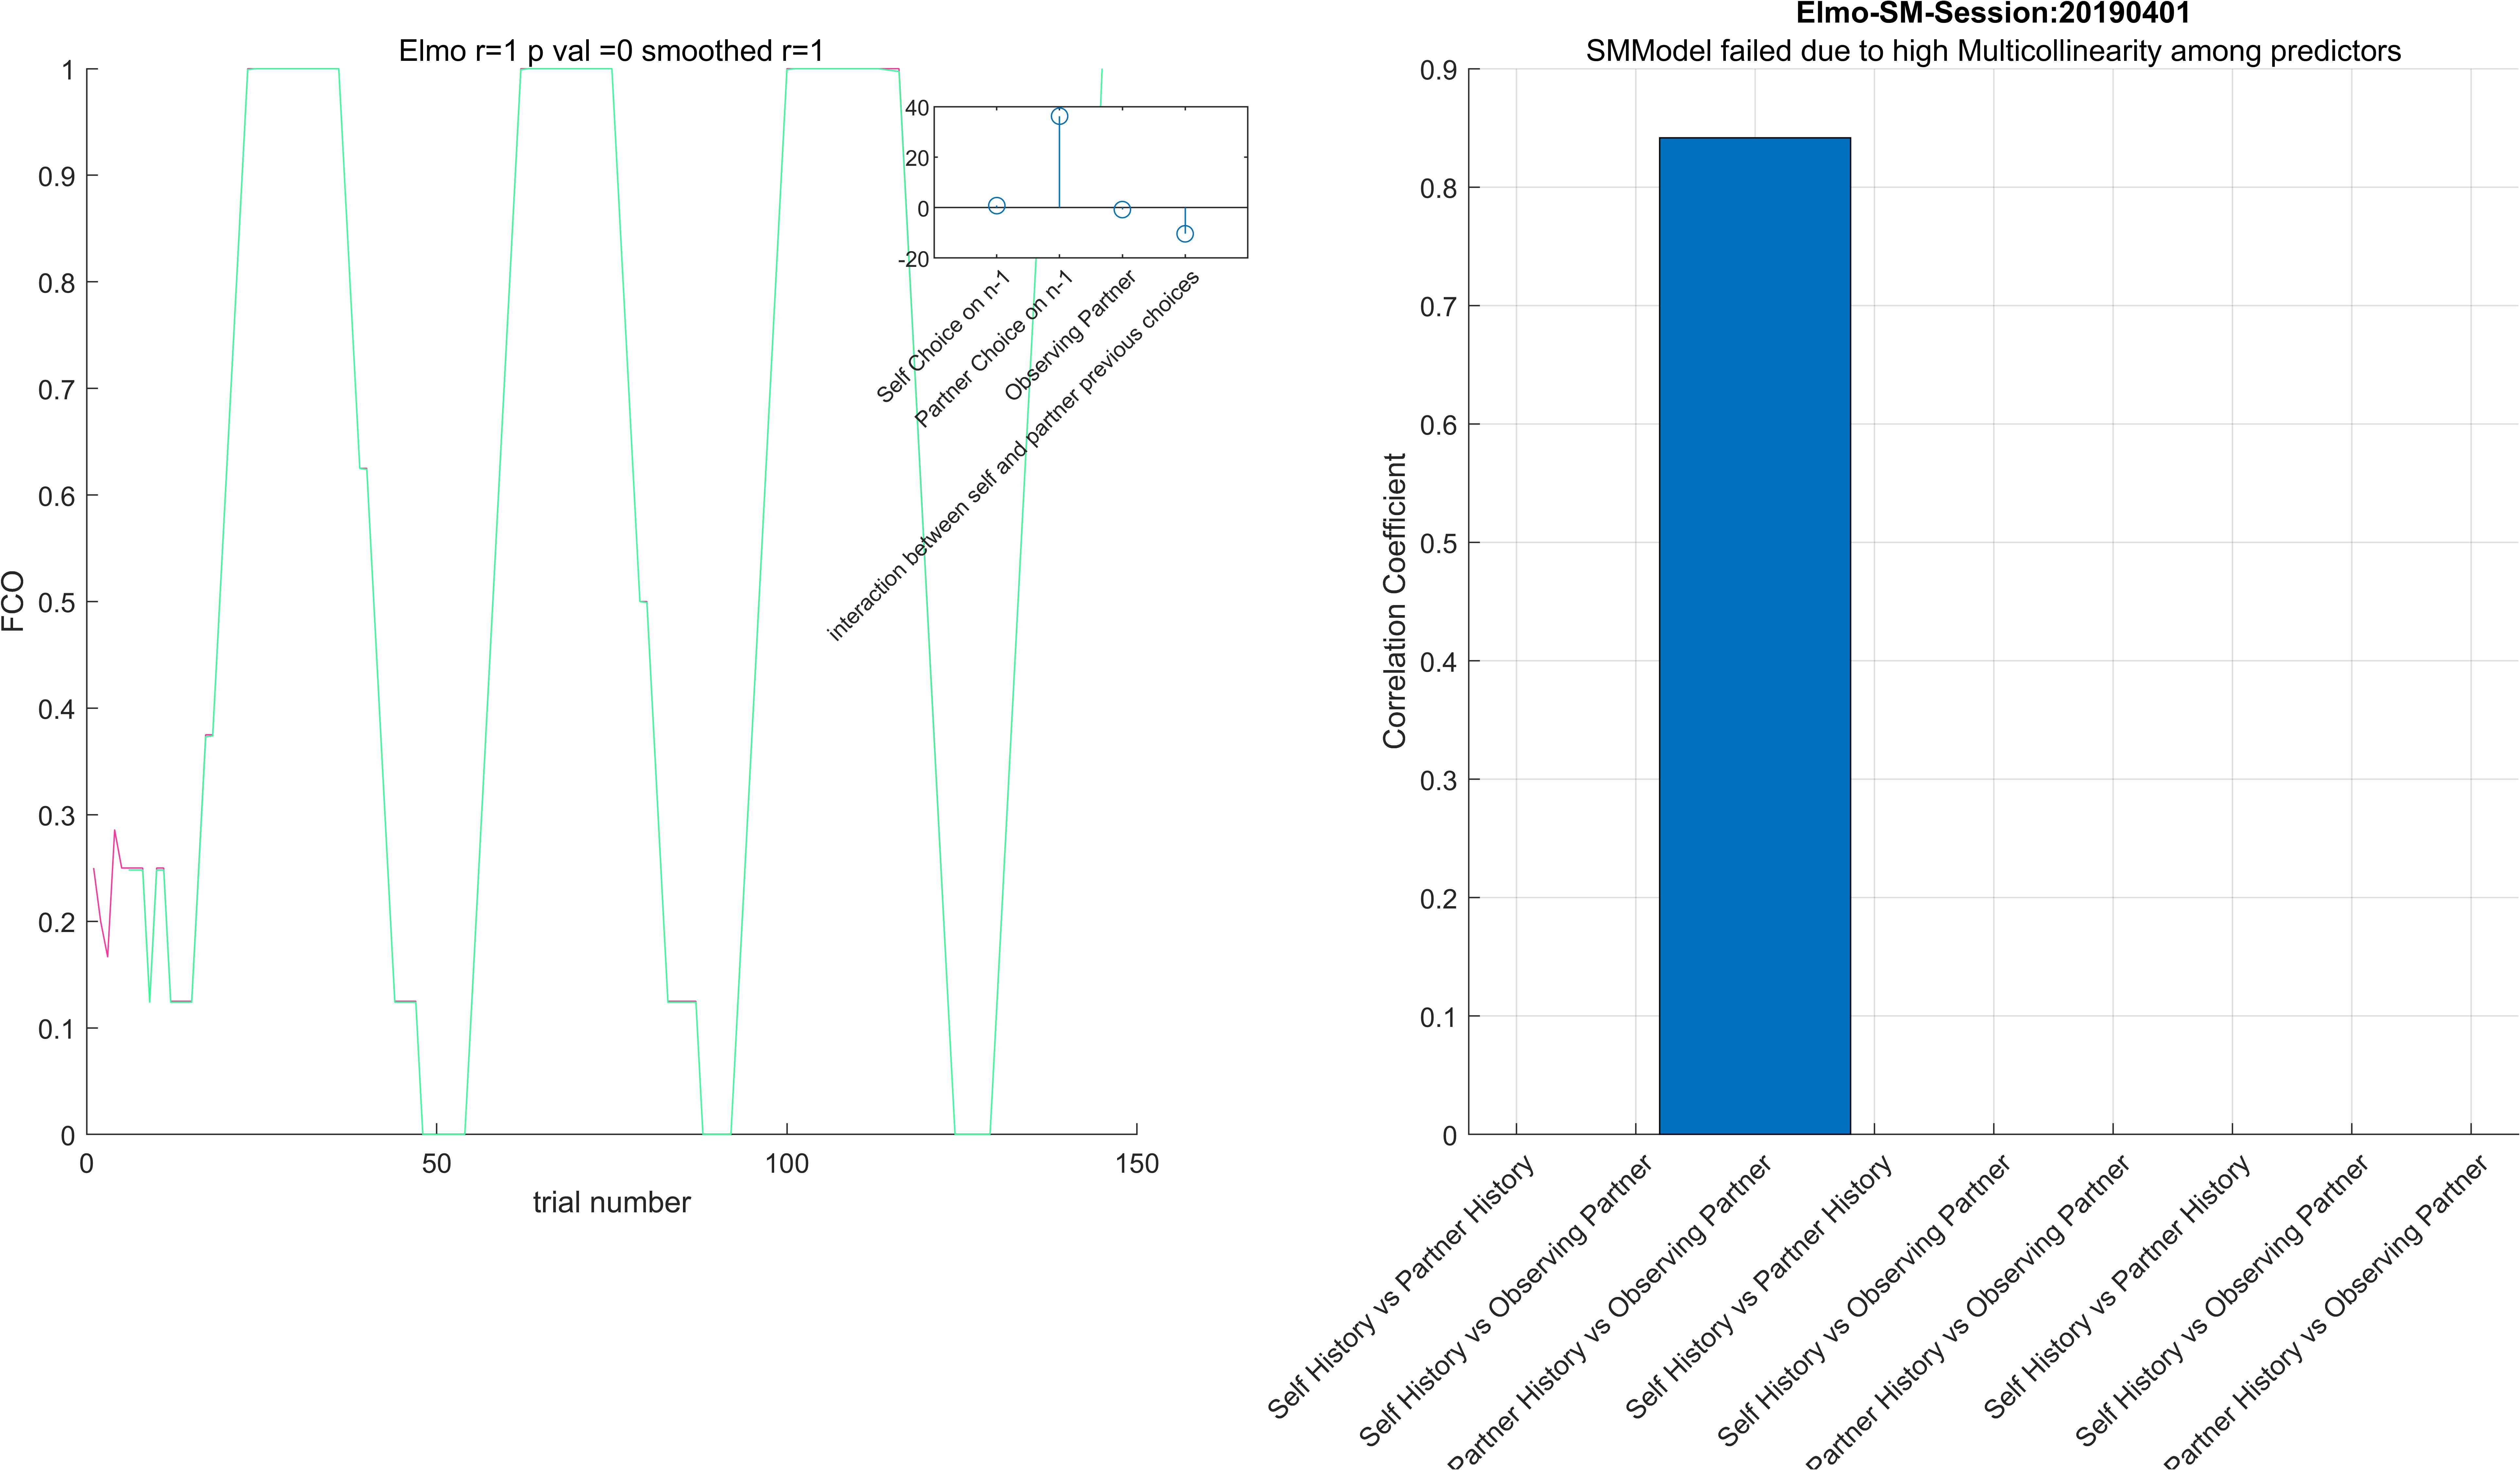 Elmo r=1 p val =0 smoothed r=1
1
0.9
0.8
0.7
0.6
0.5
0.4
0.3
0.2
0.1
0
FCO
0
50
100
150
trial number
40
20
0
-20
Self Choice on n-1
Partner Choice on n-1
Observing Partner
interaction between self and partner previous choices
Elmo-SM-Session:20190401
SMModel failed due to high Multicollinearity among predictors
0.9
0.8
0.7
0.6
0.5
0.4
0.3
0.2
0.1
0
Correlation Coefficient
Self History vs Partner History
Self History vs Observing Partner
Partner History vs Observing Partner
Self History vs Partner History
Self History vs Observing Partner
Partner History vs Observing Partner
Self History vs Partner History
Self History vs Observing Partner
Partner History vs Observing Partner